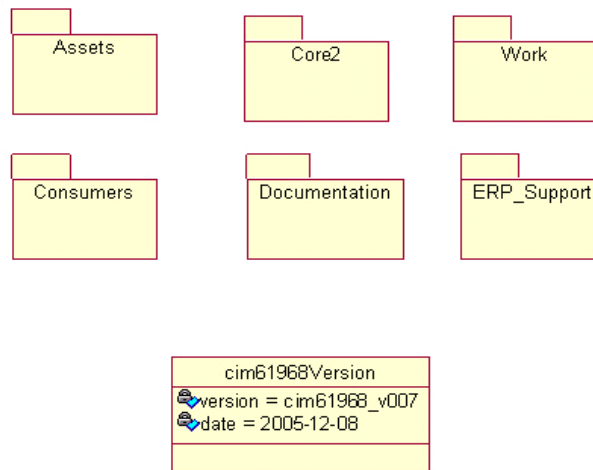 Assets
Core2
Work
Consumers
Documentation
ERP_Support
cim61968Version
version = cim61968_v007
date = 2005-12-08